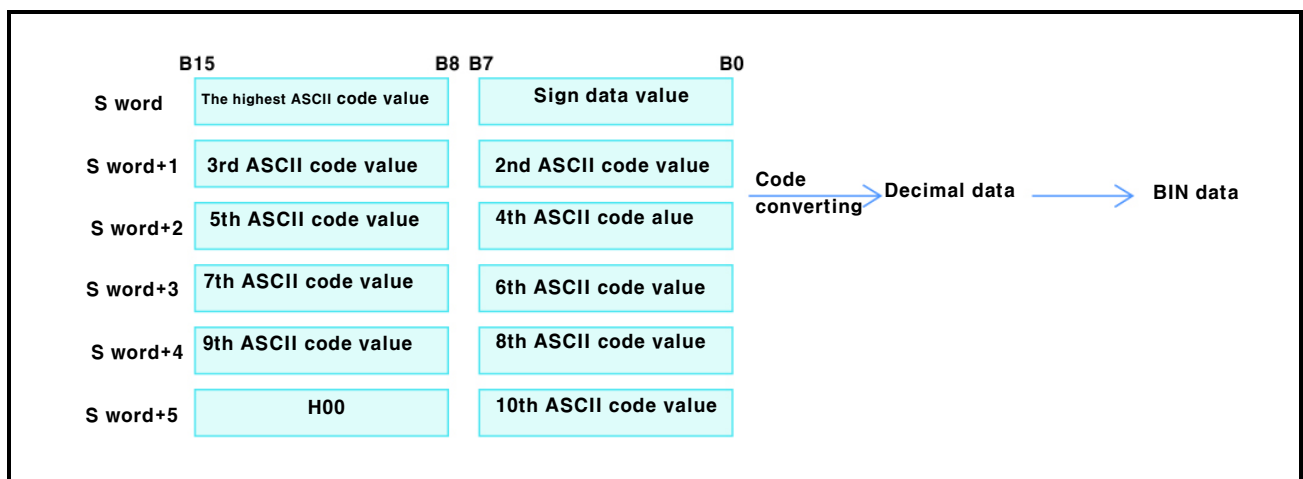 B15 B8 B7 B0
S word The highest ASCII code value Sign data value
S word+1 3rd ASCII code value 2nd ASCII code value
Code
converting Decimal data BIN data
S word+2 5th ASCII code value 4th ASCII code alue
S word+3 7th ASCII code value 6th ASCII code value
S word+4 9th ASCII code value 8th ASCII code value
S word+5 H00 10th ASCII code value